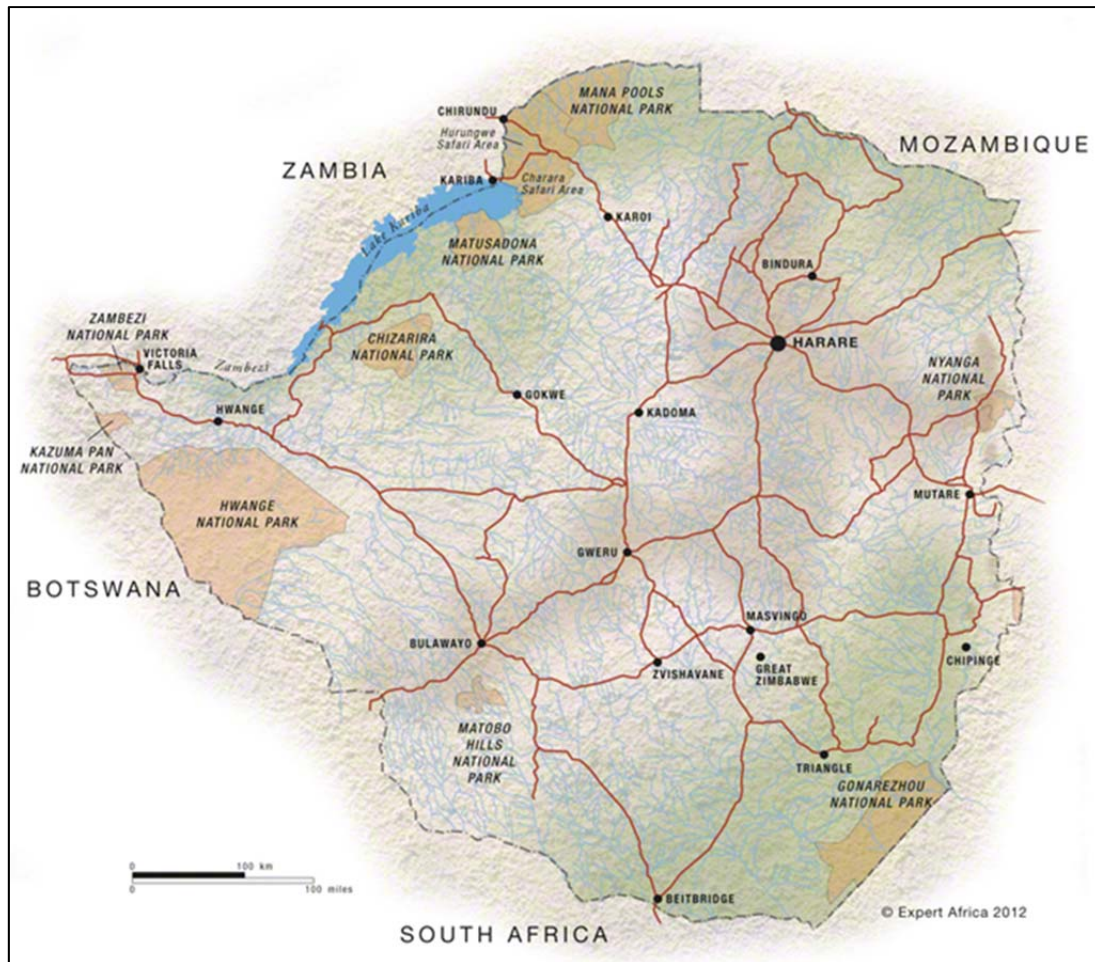 MANA POOLS
NATIONAL PARK
CHIRUNDU
Hurungwe
Safari Area
MOZAMBIQUE
ZAMBIA
KARIBA
Charara
Safari Area
Lake Kariba
KAROI
MATUSADONA
NATIONAL PARK
BINDURA
ZAMBEZI
NATIONAL PARK
VICTORIA
FALLS
Zambezi
CHIZARIRA
NATIONAL PARK
HARARE
NYANGA
NATIONAL
PARK
GOKWE
HWANGE
KADOMA
KAZUMA PAN
NATIONAL PARK
HWANGE
NATIONAL PARK
MUTARE
GWERU
BOTSWANA
MASVINGO
BULAWAYO
GREAT
ZIMBABWE
ZVISHAVANE
CHIPINGE
MATOBO
HILLS
NATIONAL
PARK
TRIANGLE
GONAREZHOU
NATIONAL PARK
0 100 km
0 100 miles
BEITBRIDGE
© Expert Africa 2012
SOUTH AFRICA